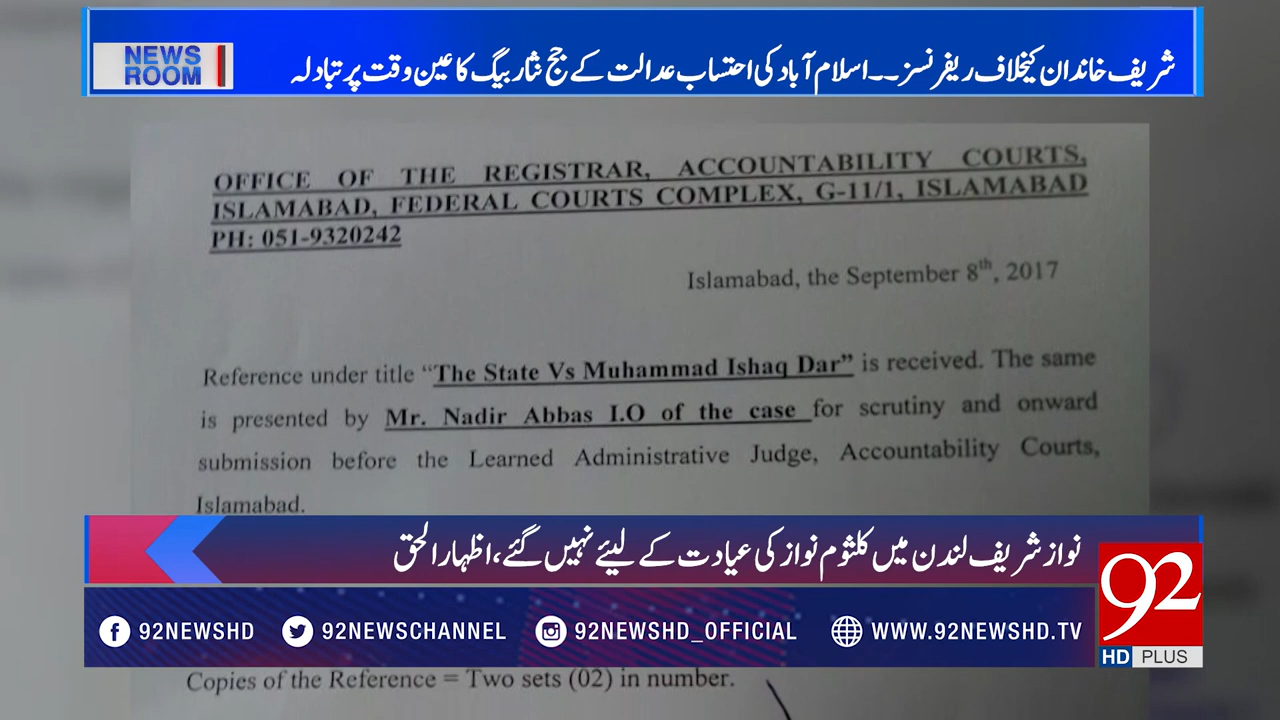 NEWS
ROOM
شریف خاندان کیخلاف ریفرنسز۔۔اسلام آباد کی احتساب عدالت کے جج نثار بیگ کا عین وقت پر تبادلہ
OFFICE OF THE REGISTRAR, ACCOUNTABILITY COURTS,
ISLAMABAD, FEDERAL COURTS COMPLEX, G-11/1, ISLAMABAD
PH: 051-9320242
Islamabad, the September 8th, 2017
Reference under title “The State Vs Muhammad Ishaq Dar” is received. The same
is presented by Mr. Nadir Abbas I.O of the case for scrutiny and onward
submission before the Learned Administrative Judge, Accountability Courts,
Islamabad.
نواز شریف لندن میں کلثوم نواز کی عیادت کے لیئے نہیں گئے، اظہار الحق
92NEWSHD
92NEWSCHANNEL
92NEWSHD_OFFICIAL
WWW.92NEWSHD.TV
92
HD PLUS
Copies of the Reference = Two sets (02) in number.